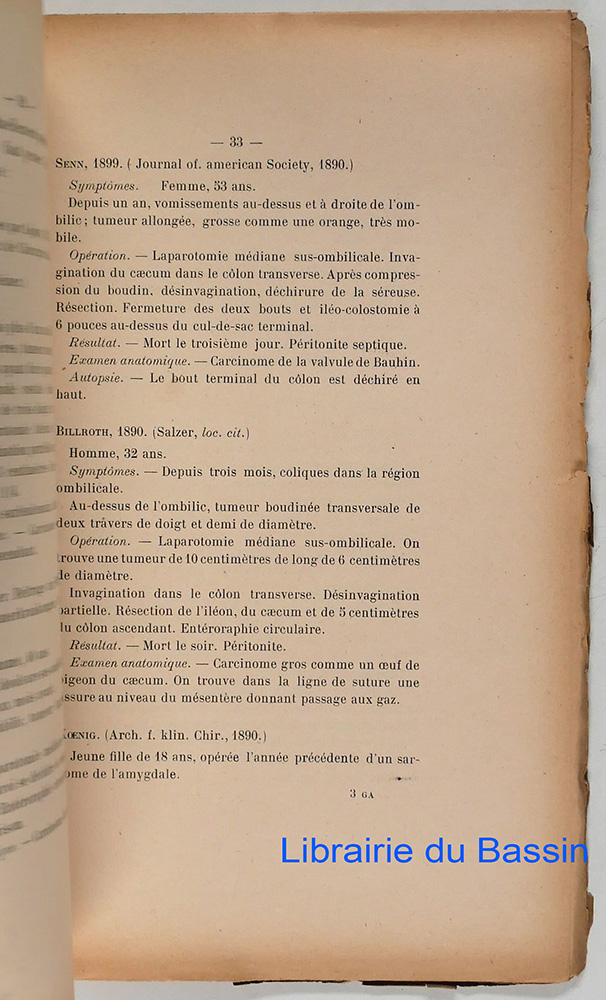 — 33 —
SENN, 1899. ( Journal of. american Society, 1890.)
Symptômes. Femme, 53 ans.
Depuis un an, vomissements au-dessus et à droite de l'om-
bilic ; tumeur allongée, grosse comme une orange, très mo-
bile.
Opération. — Laparotomie médiane sus-ombilicale. Inva-
gination du cæcum dans le côlon transverse. Après compres-
sion du boudin, désinvagination, déchirure de la séreuse.
Résection. Fermeture des deux bouts et iléo-colostomie à
6 pouces au-dessus du cul-de-sac terminal.
Résultat. — Mort le troisième jour. Péritonite septique.
Examen anatomique. — Carcinome de la valvule de Bauhin.
Autopsie. — Le bout terminal du côlon est déchiré en
haut.
BILLROTH, 1890. (Salzer, loc. cit.)
Homme, 32 ans.
Symptômes. — Depuis trois mois, coliques dans la région
ombilicale.
Au-dessus de l'ombilic, tumeur boudinée transversale de
deux travers de doigt et demi de diamètre.
Opération. — Laparotomie médiane sus-ombilicale. On
trouve une tumeur de 10 centimètres de long de 6 centimètres
de diamètre.
Invagination dans le côlon transverse. Désinvagination
partielle. Résection de l'iléon, du cæcum et de 5 centimètres
du côlon ascendant. Entéroraphie circulaire.
Résultat. — Mort le soir. Péritonite.
Examen anatomique. — Carcinome gros comme un œuf de
pigeon du cæcum. On trouve dans la ligne de suture une
issure au niveau du mésentère donnant passage aux gaz.
KŒNIG. (Arch. f. klin. Chir., 1890.)
Jeune fille de 18 ans, opérée l'année précédente d'un sar-
ome de l'amygdale.
3 GA
Librairie du Bassin